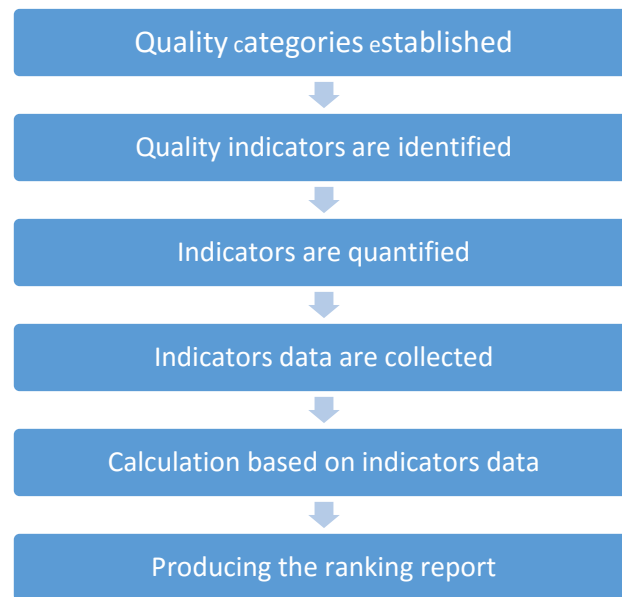 Quality categories established
Quality indicators are identified
Indicators are quantified
Indicators data are collected
Calculation based on indicators data
Producing the ranking report